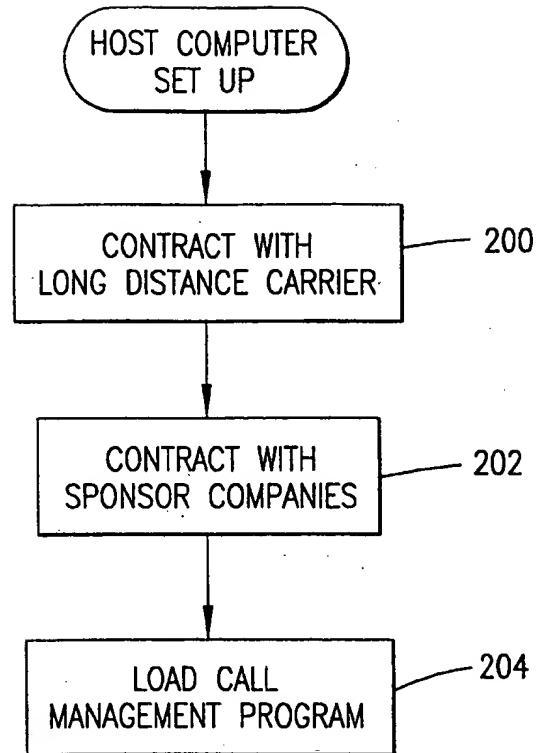 HOST COMPUTER
SET UP
CONTRACT WITH
LONG DISTANCE CARRIER
200
CONTRACT WITH
SPONSOR COMPANIES
202
LOAD CALL
MANAGEMENT PROGRAM
204